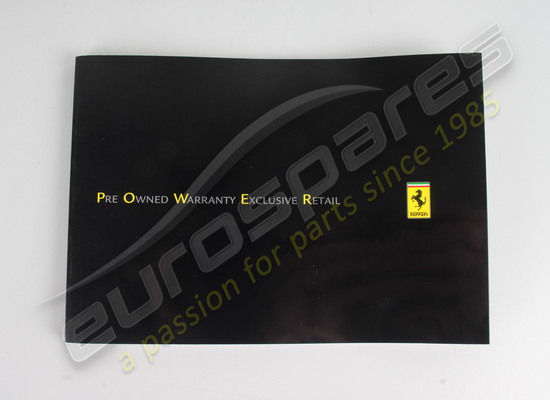 eurospares
a passion for parts since 1985
PRE OWNED WARRANTY EXCLUSIVE RETAIL
Ferrari